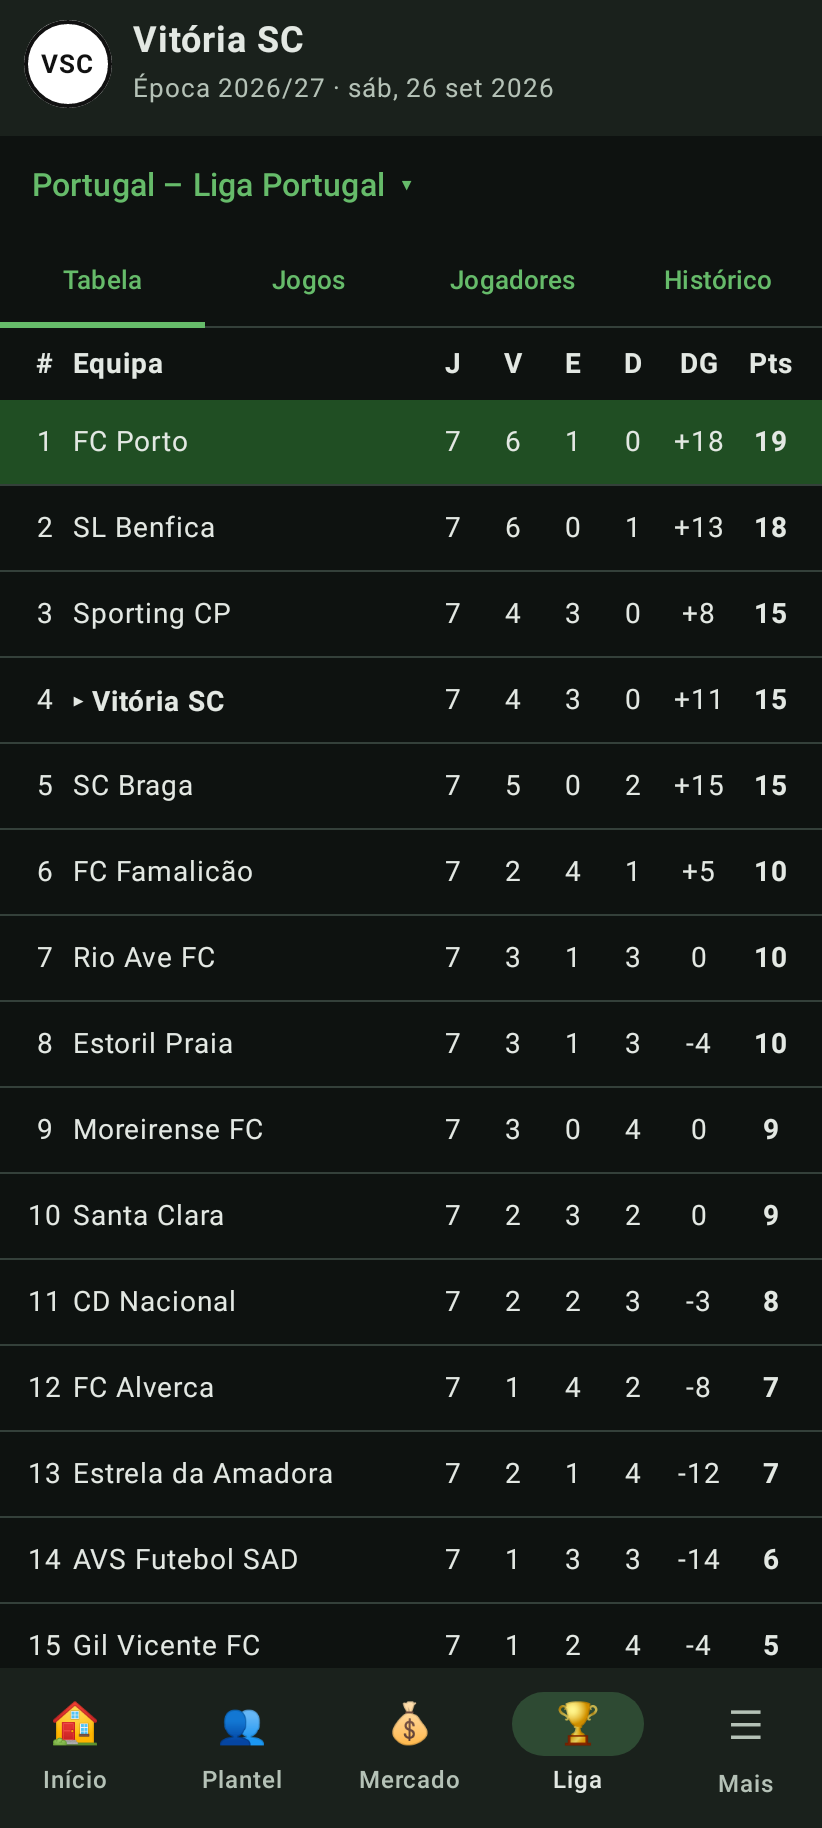 VSC
Vitória SC
Época 2026/27 · sáb, 26 set 2026
Portugal – Liga Portugal ▾
Tabela Jogos Jogadores Histórico
# Equipa J V E D DG Pts
1 FC Porto 7 6 1 0 +18 19
2 SL Benfica 7 6 0 1 +13 18
3 Sporting CP 7 4 3 0 +8 15
4 ▸ Vitória SC 7 4 3 0 +11 15
5 SC Braga 7 5 0 2 +15 15
6 FC Famalicão 7 2 4 1 +5 10
7 Rio Ave FC 7 3 1 3 0 10
8 Estoril Praia 7 3 1 3 -4 10
9 Moreirense FC 7 3 0 4 0 9
10 Santa Clara 7 2 3 2 0 9
11 CD Nacional 7 2 2 3 -3 8
12 FC Alverca 7 1 4 2 -8 7
13 Estrela da Amadora 7 2 1 4 -12 7
14 AVS Futebol SAD 7 1 3 3 -14 6
15 Gil Vicente FC 7 1 2 4 -4 5
Início Plantel Mercado Liga Mais